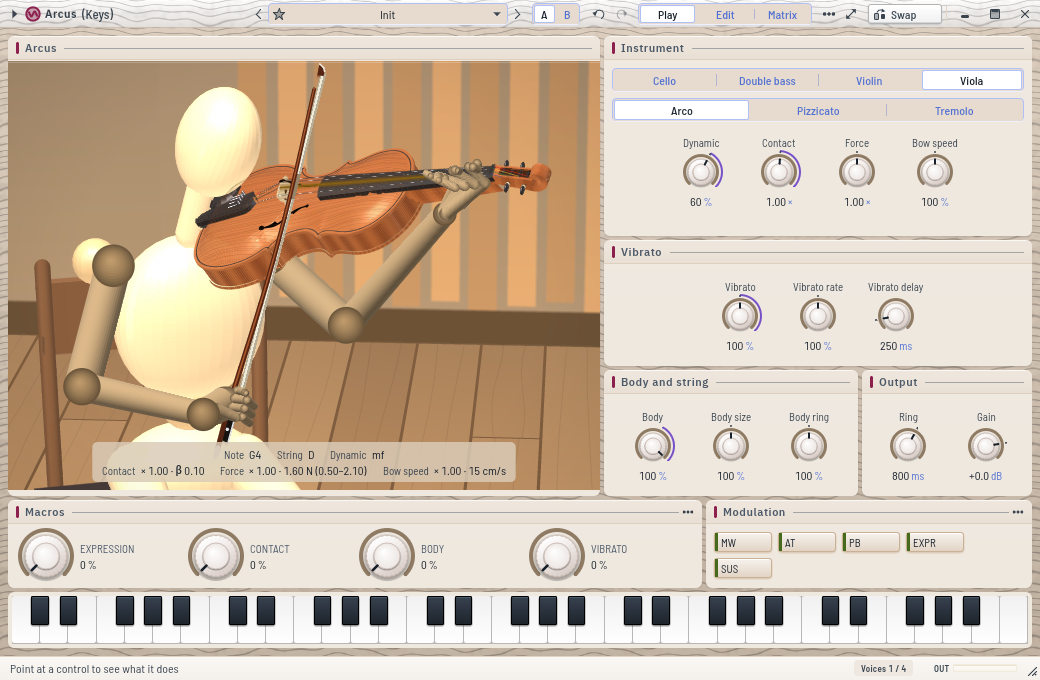 Arcus (Keys)
Init
A B
Play Edit Matrix
Swap
Arcus
Note G4 String D Dynamic mf
Contact × 1.00 · β 0.10 Force × 1.00 · 1.60 N (0.50–2.10) Bow speed × 1.00 · 15 cm/s
Instrument
Cello Double bass Violin Viola
Arco Pizzicato Tremolo
Dynamic Contact Force Bow speed
60 % 1.00 × 1.00 × 100 %
Vibrato
Vibrato Vibrato rate Vibrato delay
100 % 100 % 250 ms
Body and string
Body Body size Body ring
100 % 100 % 100 %
Output
Ring Gain
800 ms +0.0 dB
Macros
EXPRESSION
0 %
CONTACT
0 %
BODY
0 %
VIBRATO
0 %
Modulation
MW AT PB EXPR
SUS
Point at a control to see what it does
Voices 1 / 4
OUT